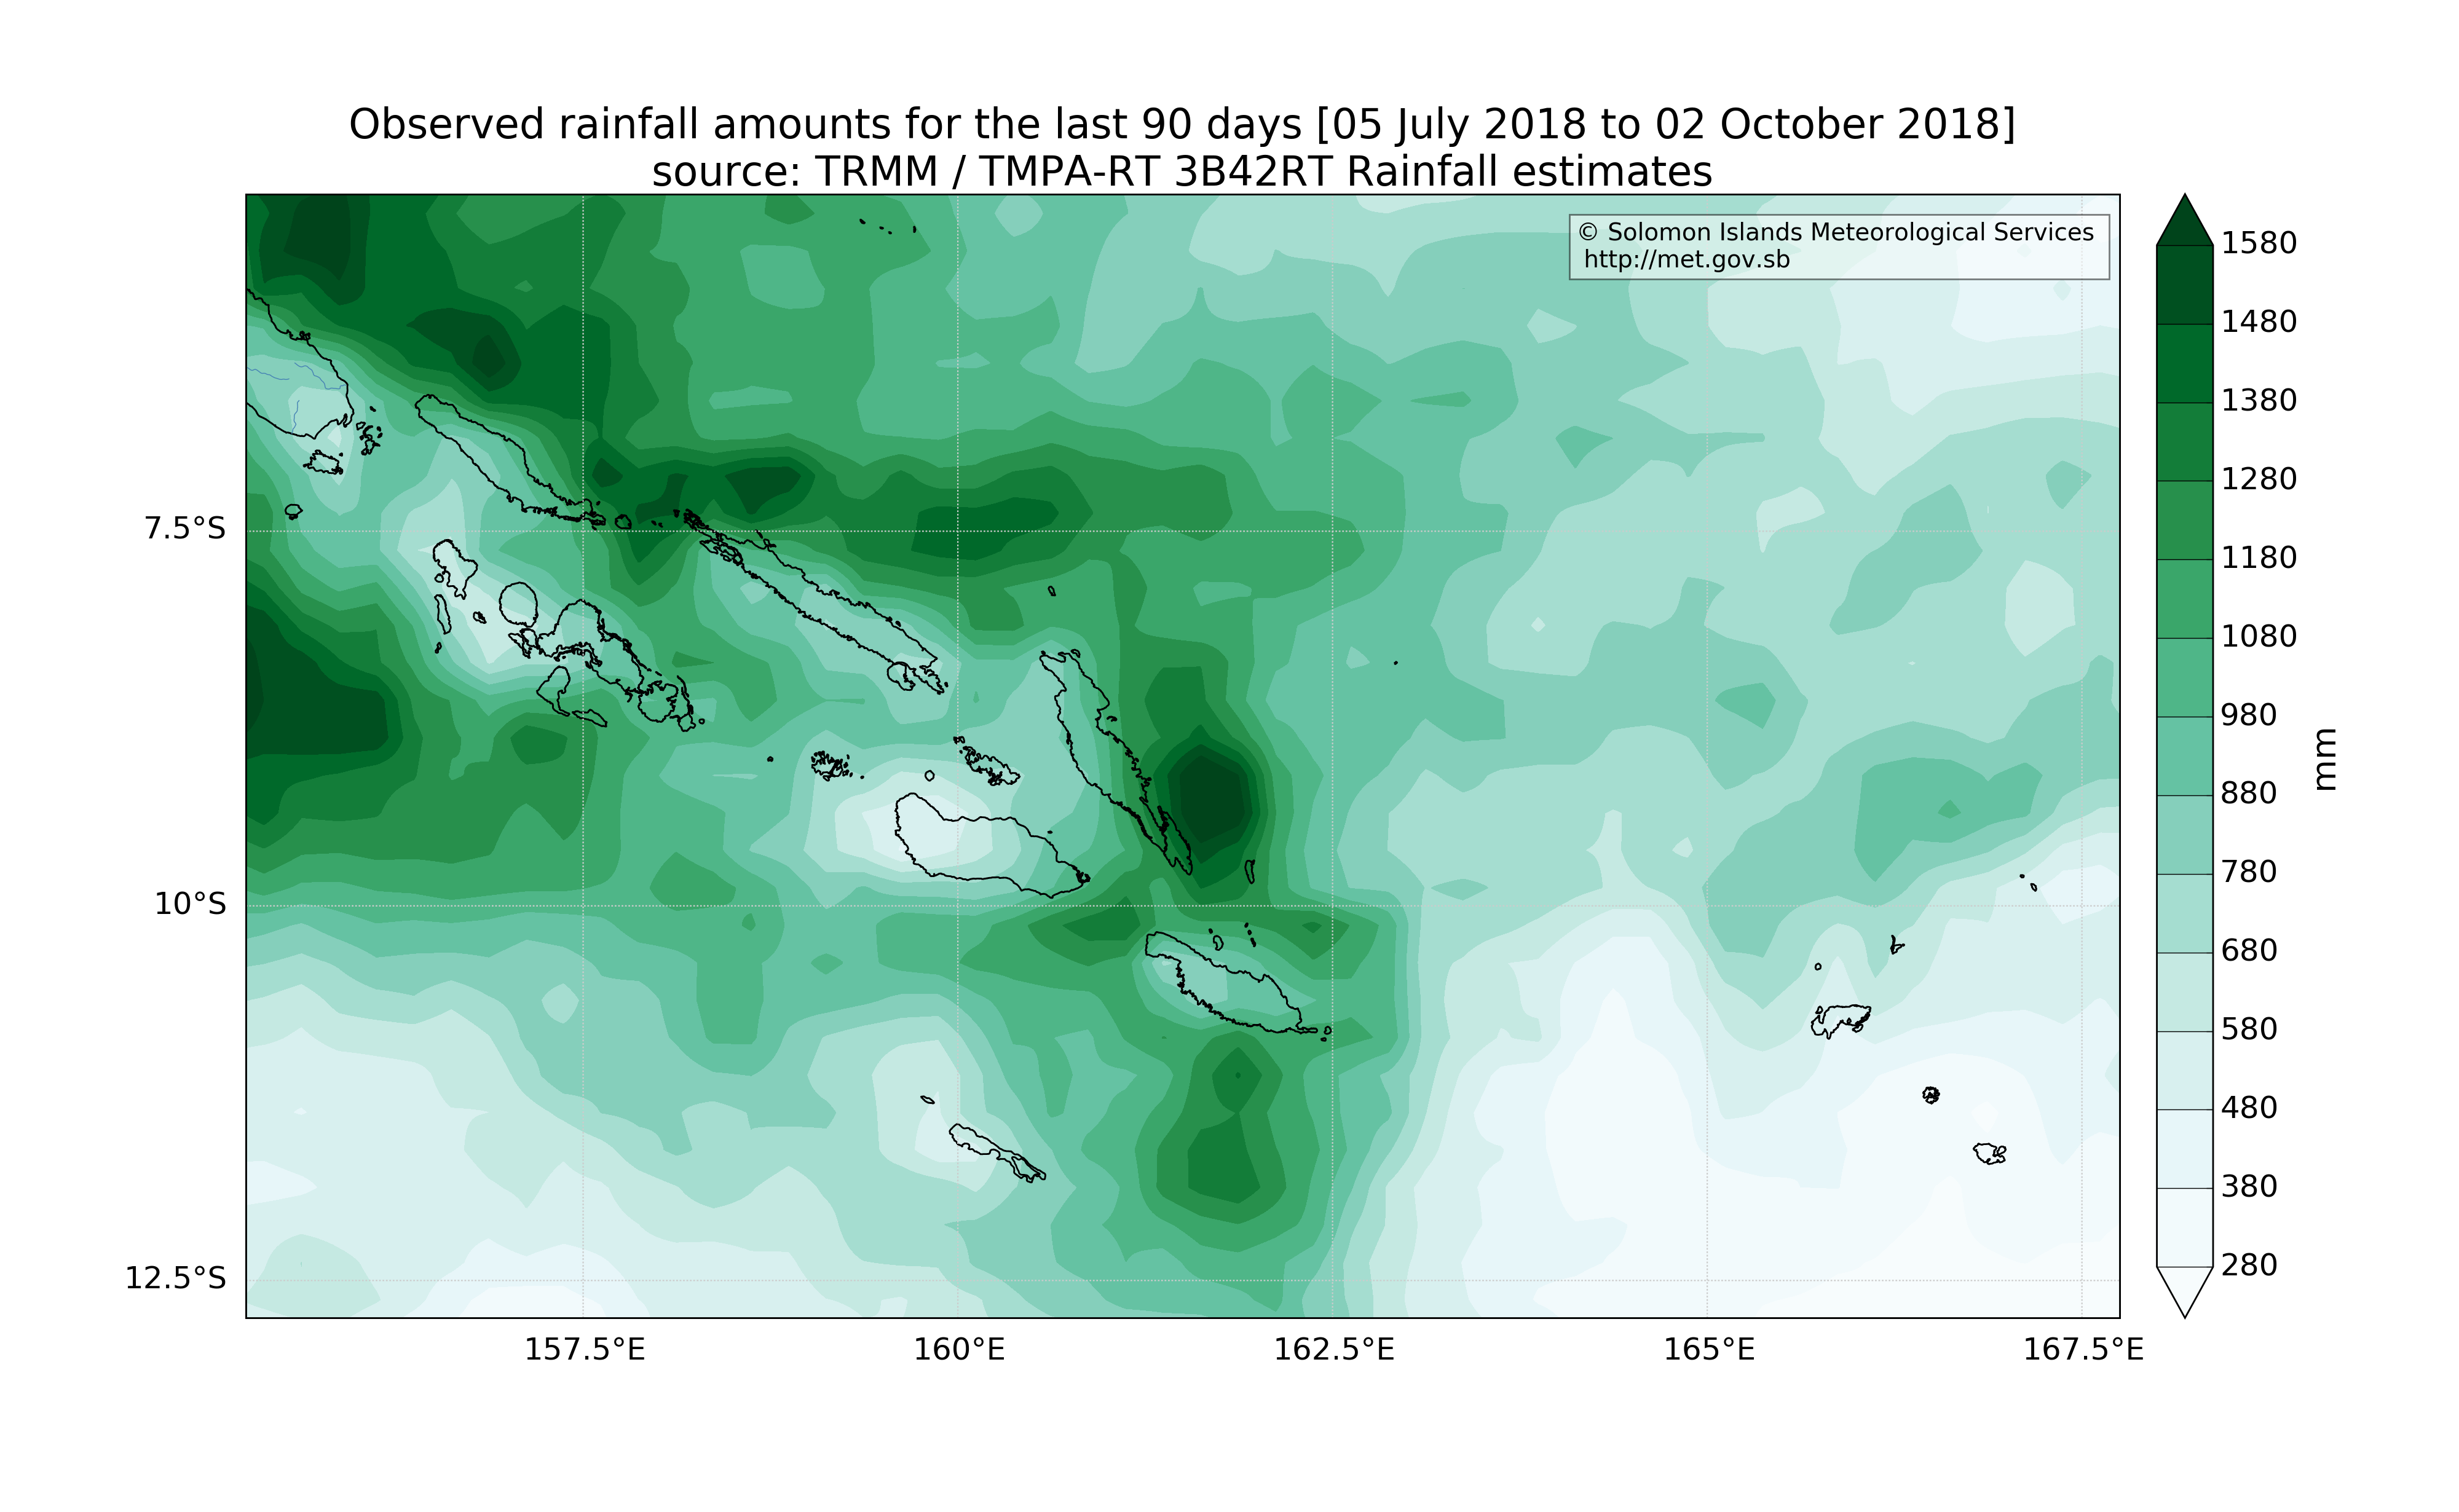 Observed rainfall amounts for the last 90 days [05 July 2018 to 02 October 2018]
source: TRMM / TMPA-RT 3B42RT Rainfall estimates
© Solomon Islands Meteorological Services
http://met.gov.sb
7.5°S
10°S
12.5°S
157.5°E
160°E
162.5°E
165°E
167.5°E
1580
1480
1380
1280
1180
1080
980
880
780
680
580
480
380
280
mm